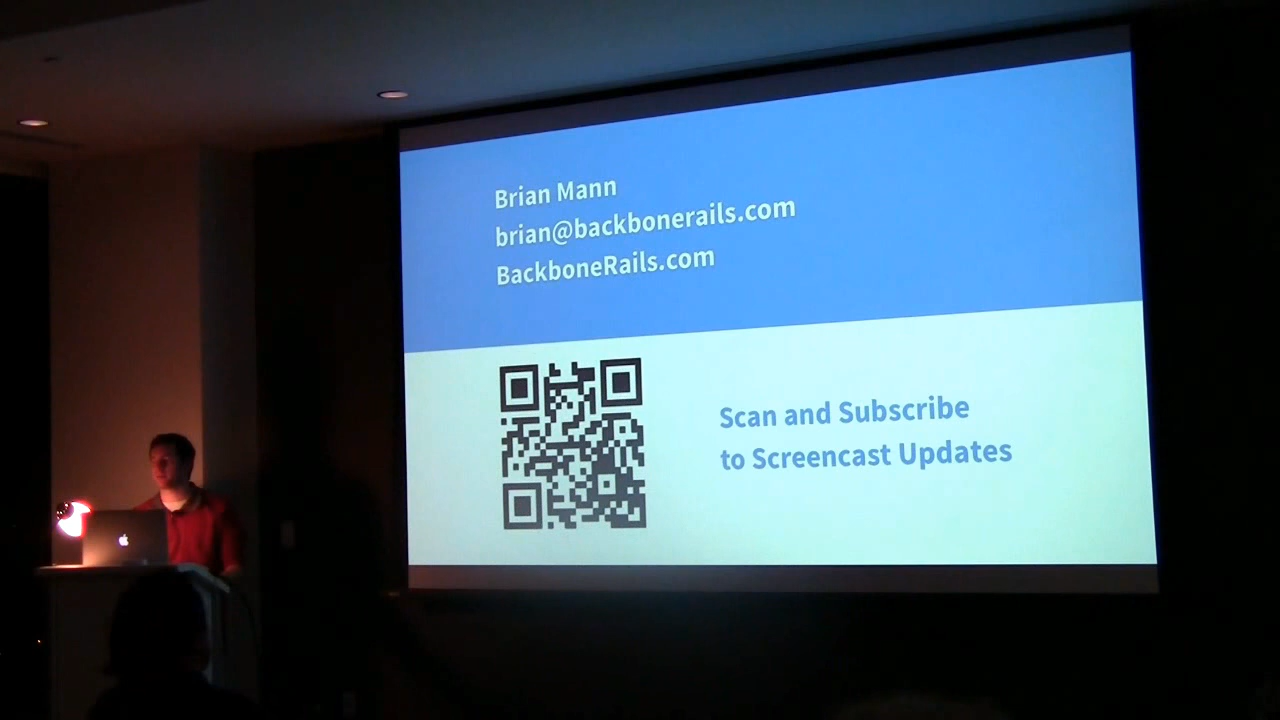 Brian Mann
brian@backbonerails.com
BackboneRails.com
Scan and Subscribe
to Screencast Updates